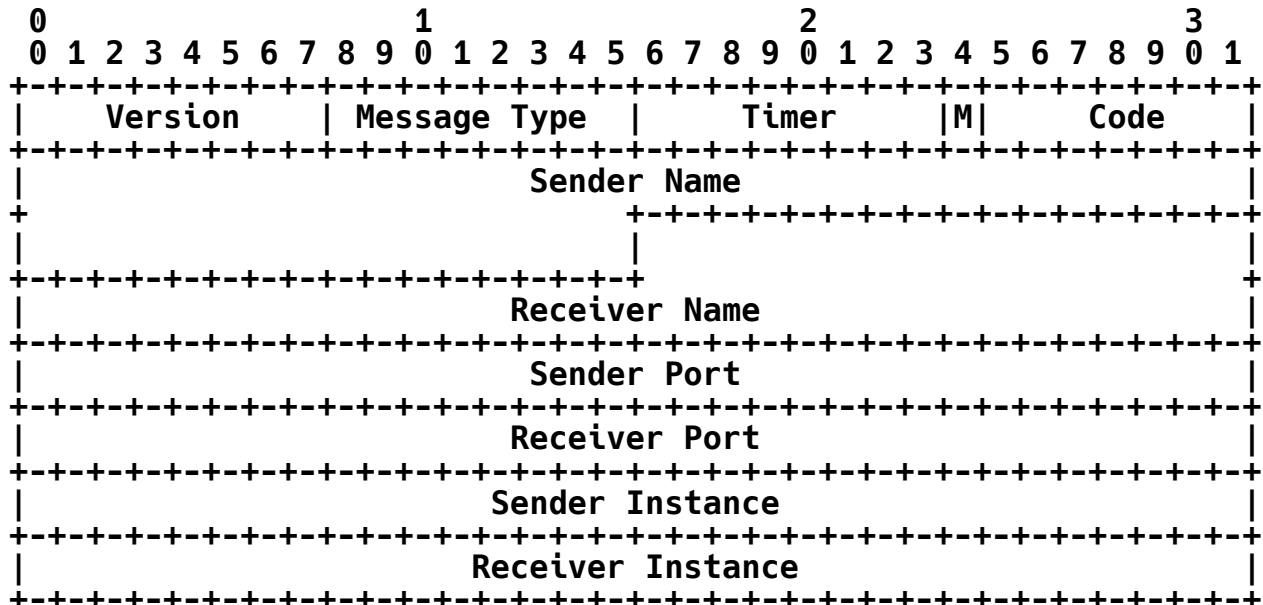 0                   1                   2                   3
 0 1 2 3 4 5 6 7 8 9 0 1 2 3 4 5 6 7 8 9 0 1 2 3 4 5 6 7 8 9 0 1
+-+-+-+-+-+-+-+-+-+-+-+-+-+-+-+-+-+-+-+-+-+-+-+-+-+-+-+-+-+-+-+-+
|    Version    | Message Type  |     Timer     |M|     Code    |
+-+-+-+-+-+-+-+-+-+-+-+-+-+-+-+-+-+-+-+-+-+-+-+-+-+-+-+-+-+-+-+-+
|                          Sender Name                          |
+                               +-+-+-+-+-+-+-+-+-+-+-+-+-+-+-+-+
|                               |                               |
+-+-+-+-+-+-+-+-+-+-+-+-+-+-+-+-+                               +
|                         Receiver Name                         |
+-+-+-+-+-+-+-+-+-+-+-+-+-+-+-+-+-+-+-+-+-+-+-+-+-+-+-+-+-+-+-+-+
|                          Sender Port                          |
+-+-+-+-+-+-+-+-+-+-+-+-+-+-+-+-+-+-+-+-+-+-+-+-+-+-+-+-+-+-+-+-+
|                         Receiver Port                         |
+-+-+-+-+-+-+-+-+-+-+-+-+-+-+-+-+-+-+-+-+-+-+-+-+-+-+-+-+-+-+-+-+
|                        Sender Instance                        |
+-+-+-+-+-+-+-+-+-+-+-+-+-+-+-+-+-+-+-+-+-+-+-+-+-+-+-+-+-+-+-+-+
|                       Receiver Instance                       |
+-+-+-+-+-+-+-+-+-+-+-+-+-+-+-+-+-+-+-+-+-+-+-+-+-+-+-+-+-+-+-+-+